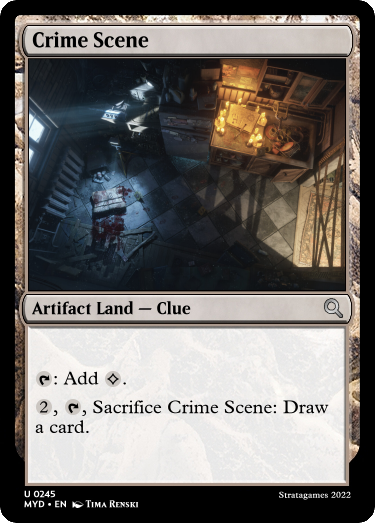 Crime Scene
Artifact Land — Clue
: Add .
2, , Sacrifice Crime Scene: Draw
a card.
U 0245
MYD • EN Tima Renski
Stratagames 2022